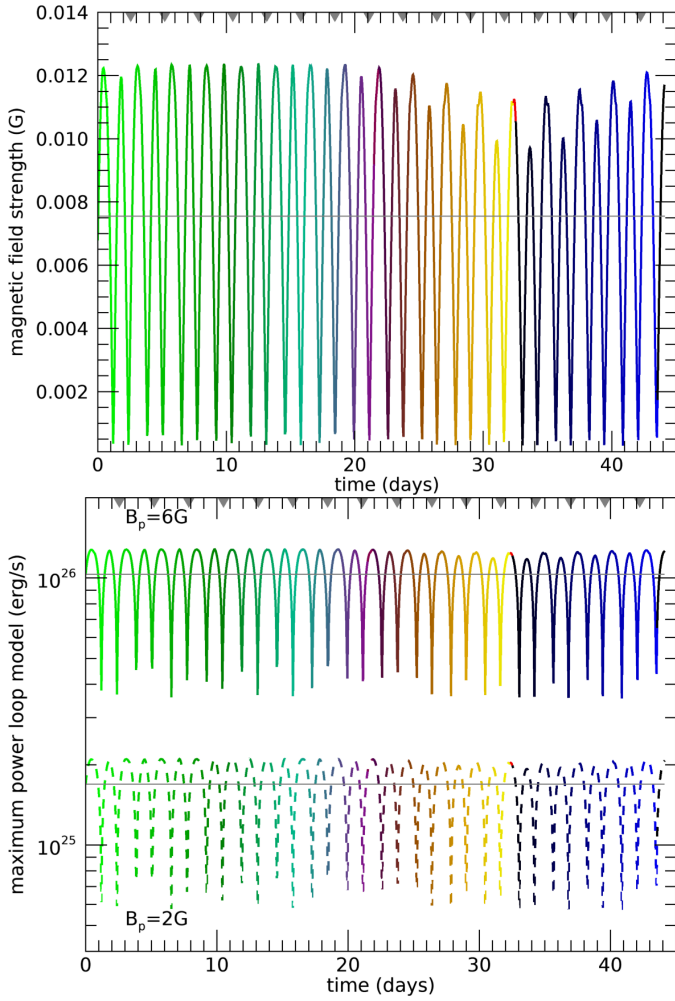 0.014
0.012
0.010
0.008
0.006
0.004
0.002
magnetic field strength (G)
0 10 20 30 40
time (days)
B_p=6G
10^26
10^25
maximum power loop model (erg/s)
B_p=2G
0 10 20 30 40
time (days)